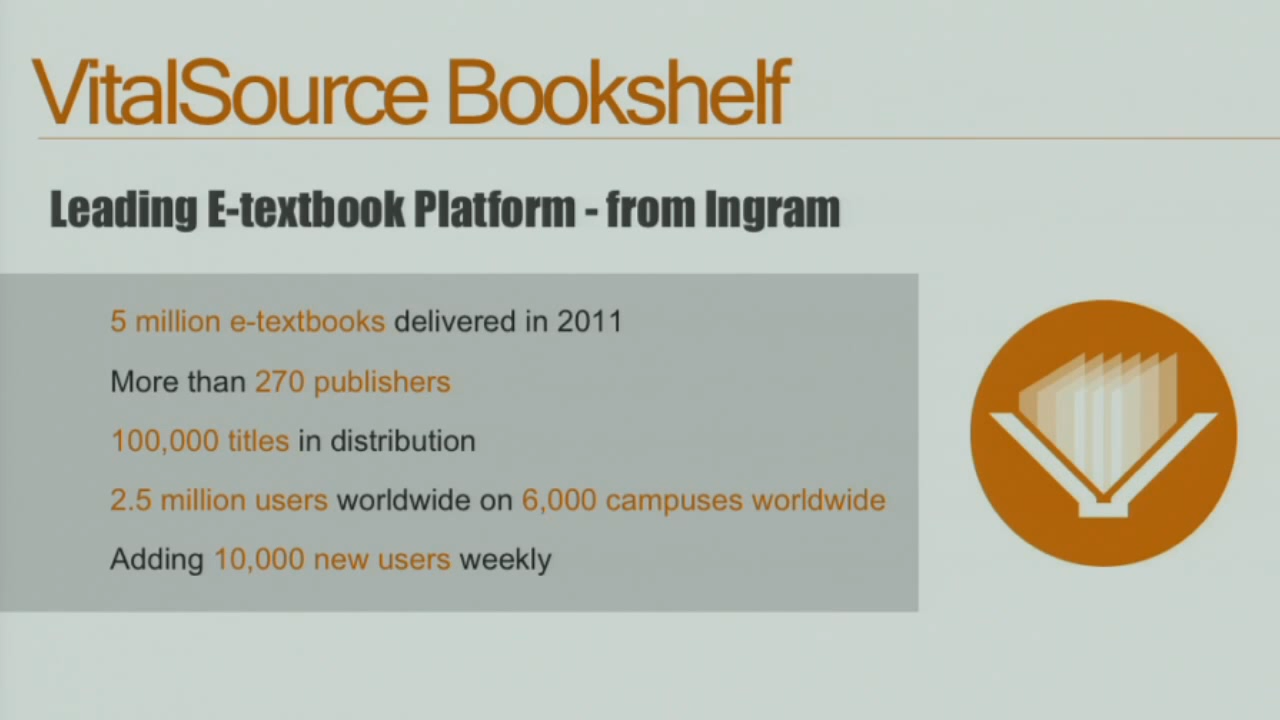 VitalSource Bookshelf
Leading E-textbook Platform - from Ingram
5 million e-textbooks delivered in 2011
More than 270 publishers
100,000 titles in distribution
2.5 million users worldwide on 6,000 campuses worldwide
Adding 10,000 new users weekly